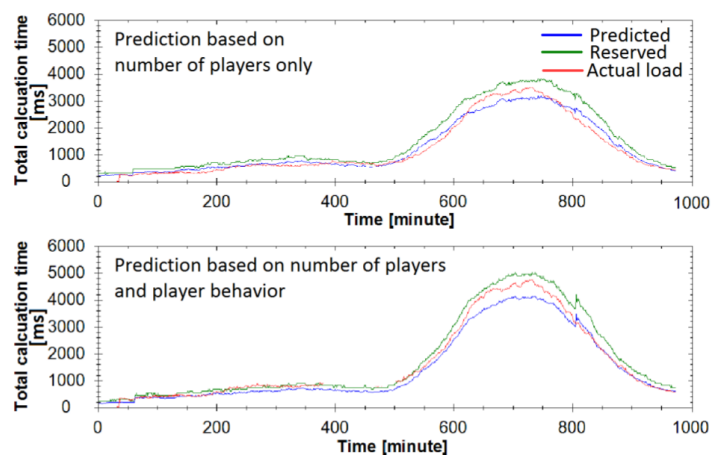 6000
5000
4000
3000
2000
1000
0
Total calcuation time
[ms]
Prediction based on
number of players only
Predicted
Reserved
Actual load
0
200
400
600
800
1000
Time [minute]
6000
5000
4000
3000
2000
1000
0
Total calcuation time
[ms]
Prediction based on number of players
and player behavior
0
200
400
600
800
1000
Time [minute]